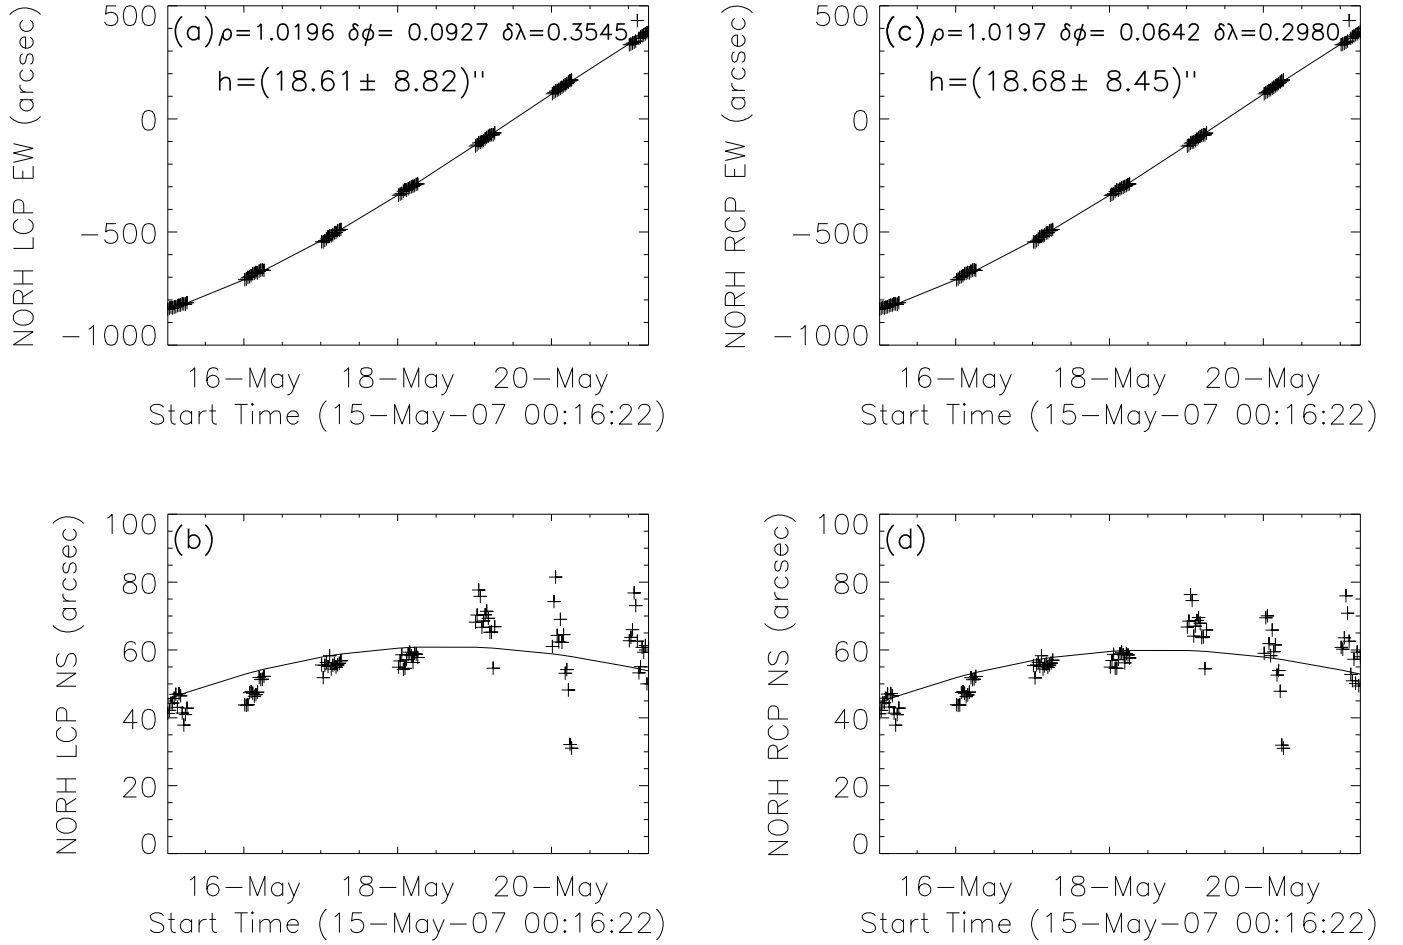 (a) ρ=1.0196 δϕ= 0.0927 δλ=0.3545
h=(18.61± 8.82)"
NORH LCP EW (arcsec)
500
0
−500
−1000
16−May 18−May 20−May
Start Time (15−May−07 00:16:22)
(c) ρ=1.0197 δϕ= 0.0642 δλ=0.2980
h=(18.68± 8.45)"
NORH RCP EW (arcsec)
500
0
−500
−1000
16−May 18−May 20−May
Start Time (15−May−07 00:16:22)
(b)
NORH LCP NS (arcsec)
100
80
60
40
20
0
16−May 18−May 20−May
Start Time (15−May−07 00:16:22)
(d)
NORH RCP NS (arcsec)
100
80
60
40
20
0
16−May 18−May 20−May
Start Time (15−May−07 00:16:22)